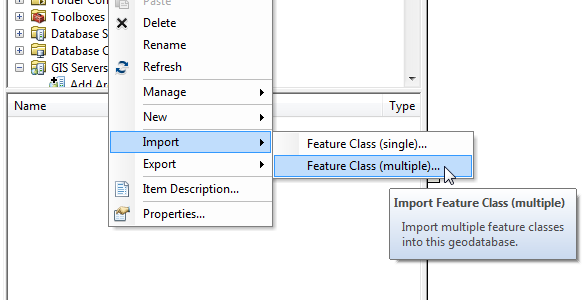 Folder Con
Toolboxes
Database S
Database C
GIS Servers
Add Ar
Paste
Delete
Rename
Refresh
Manage
New
Import
Export
Item Description...
Properties...
Name
Type
Feature Class (single)...
Feature Class (multiple)...
Import Feature Class (multiple)
Import multiple feature classes
into this geodatabase.